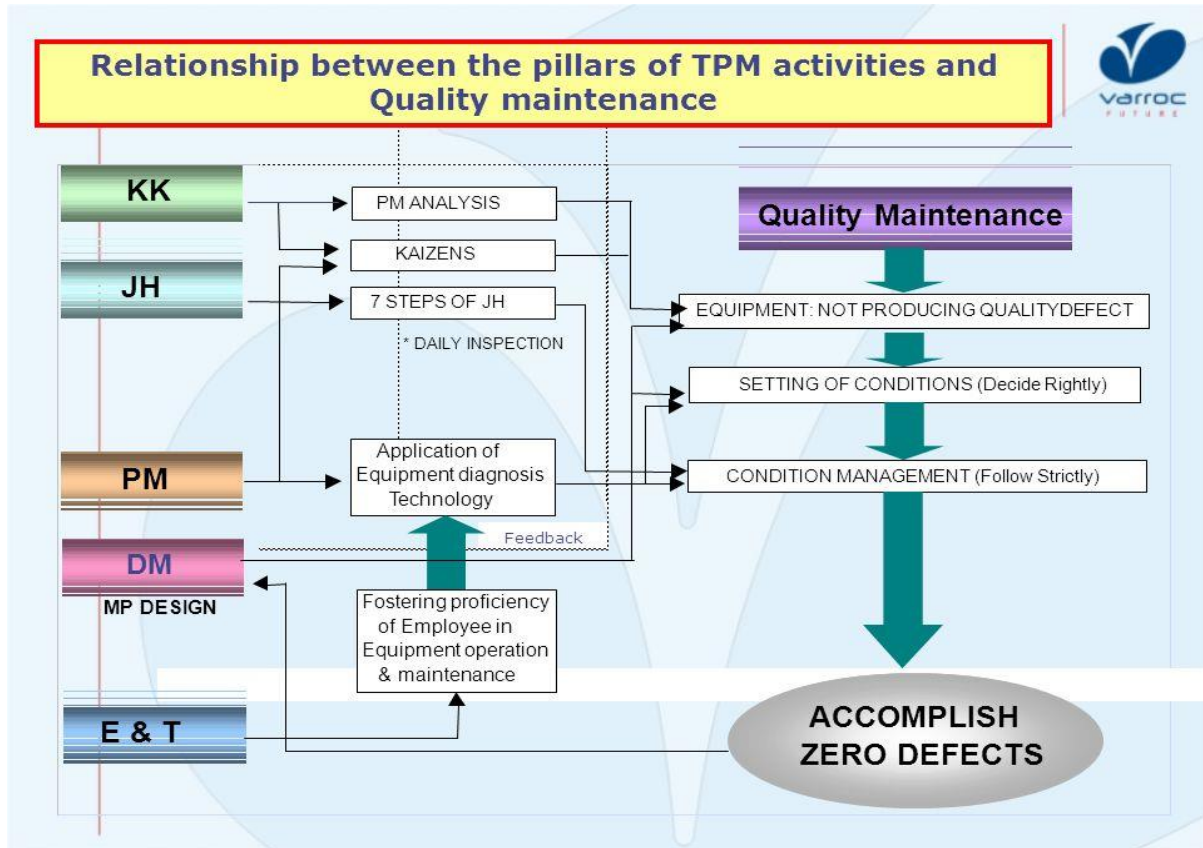 Relationship between the pillars of TPM activities and
Quality maintenance
varroc
FUTURE
KK
JH
PM
DM
MP DESIGN
E & T
PM ANALYSIS
KAIZENS
7 STEPS OF JH
* DAILY INSPECTION
Application of
Equipment diagnosis
Technology
Feedback
Fostering proficiency
of Employee in
Equipment operation
& maintenance
Quality Maintenance
EQUIPMENT: NOT PRODUCING QUALITYDEFECT
SETTING OF CONDITIONS (Decide Rightly)
CONDITION MANAGEMENT (Follow Strictly)
ACCOMPLISH
ZERO DEFECTS